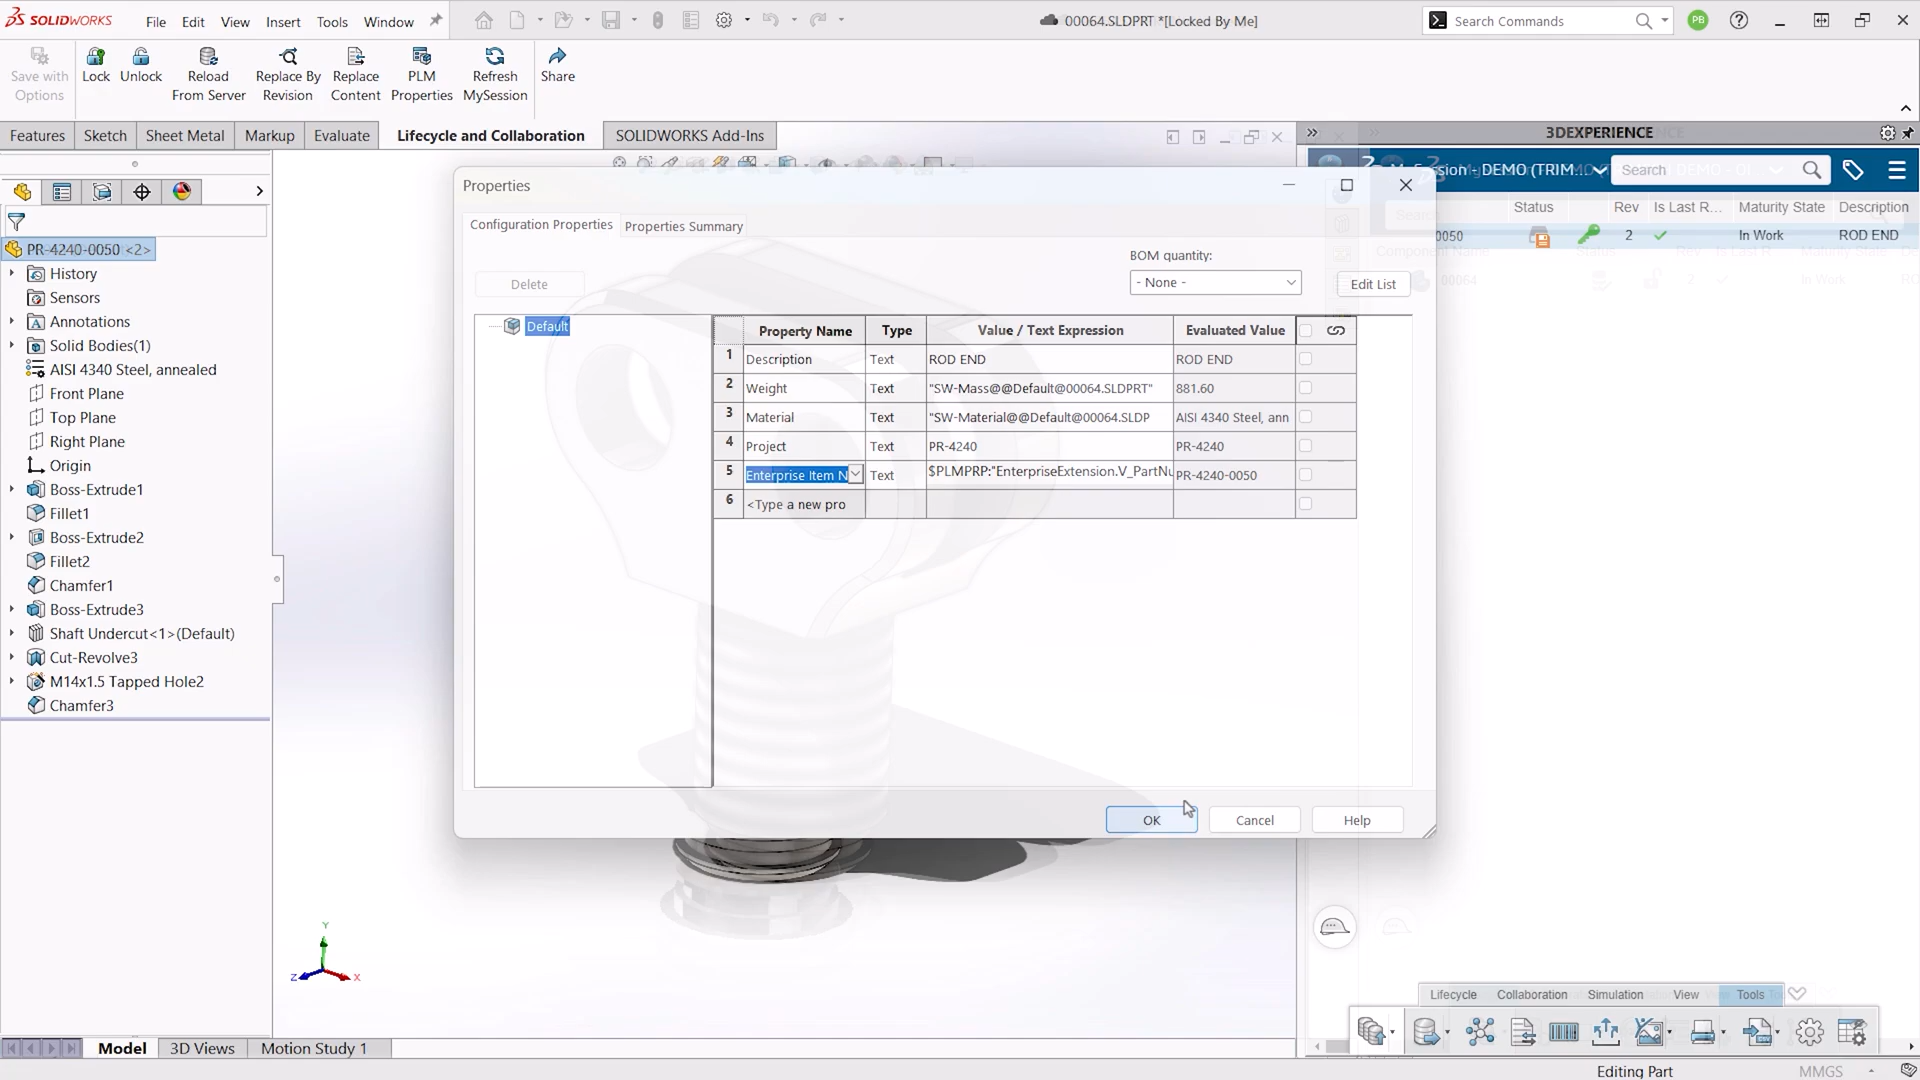 SOLIDWORKS File Edit View Insert Tools Window 00064.SLDPRT *[Locked By Me] Search Commands PB
Save with Options Lock Unlock Reload From Server Replace By Revision Replace Content PLM Properties Refresh MySession Share
Features Sketch Sheet Metal Markup Evaluate Lifecycle and Collaboration SOLIDWORKS Add-Ins
3DEXPERIENCE
ssion - DEMO (TRIM... Search
Status Rev Is Last R... Maturity State Description
0050 2 In Work ROD END
PR-4240-0050 <2>
History
Sensors
Annotations
Solid Bodies(1)
AISI 4340 Steel, annealed
Front Plane
Top Plane
Right Plane
Origin
Boss-Extrude1
Fillet1
Boss-Extrude2
Fillet2
Chamfer1
Boss-Extrude3
Shaft Undercut<1>(Default)
Cut-Revolve3
M14x1.5 Tapped Hole2
Chamfer3
Properties
Configuration Properties Properties Summary
BOM quantity:
Delete - None - Edit List
Default
Property Name Type Value / Text Expression Evaluated Value
1 Description Text ROD END ROD END
2 Weight Text "SW-Mass@@Default@00064.SLDPRT" 881.60
3 Material Text "SW-Material@@Default@00064.SLDP AISI 4340 Steel, ann
4 Project Text PR-4240 PR-4240
5 Enterprise Item N Text $PLMPRP:"EnterpriseExtension.V_PartNu PR-4240-0050
6 <Type a new pro
OK Cancel Help
Y
Z X
Lifecycle Collaboration Simulation View Tools
Model 3D Views Motion Study 1
Editing Part MMGS